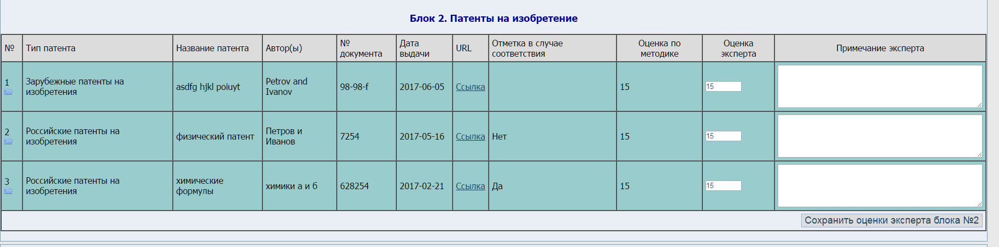 Блок 2. Патенты на изобретение
№ Тип патента Название патента Автор(ы) № документа Дата выдачи URL Отметка в случае соответствия Оценка по методике Оценка эксперта Примечание эксперта
1 Зарубежные патенты на изобретения asdfg hjkl poiuyt Petrov and Ivanov 98-98-f 2017-06-05 Ссылка 15 15
2 Российские патенты на изобретения физический патент Петров и Иванов 7254 2017-05-16 Ссылка Нет 15 15
3 Российские патенты на изобретения химические формулы химики а и б 628254 2017-02-21 Ссылка Да 15 15
Сохранить оценки эксперта блока №2